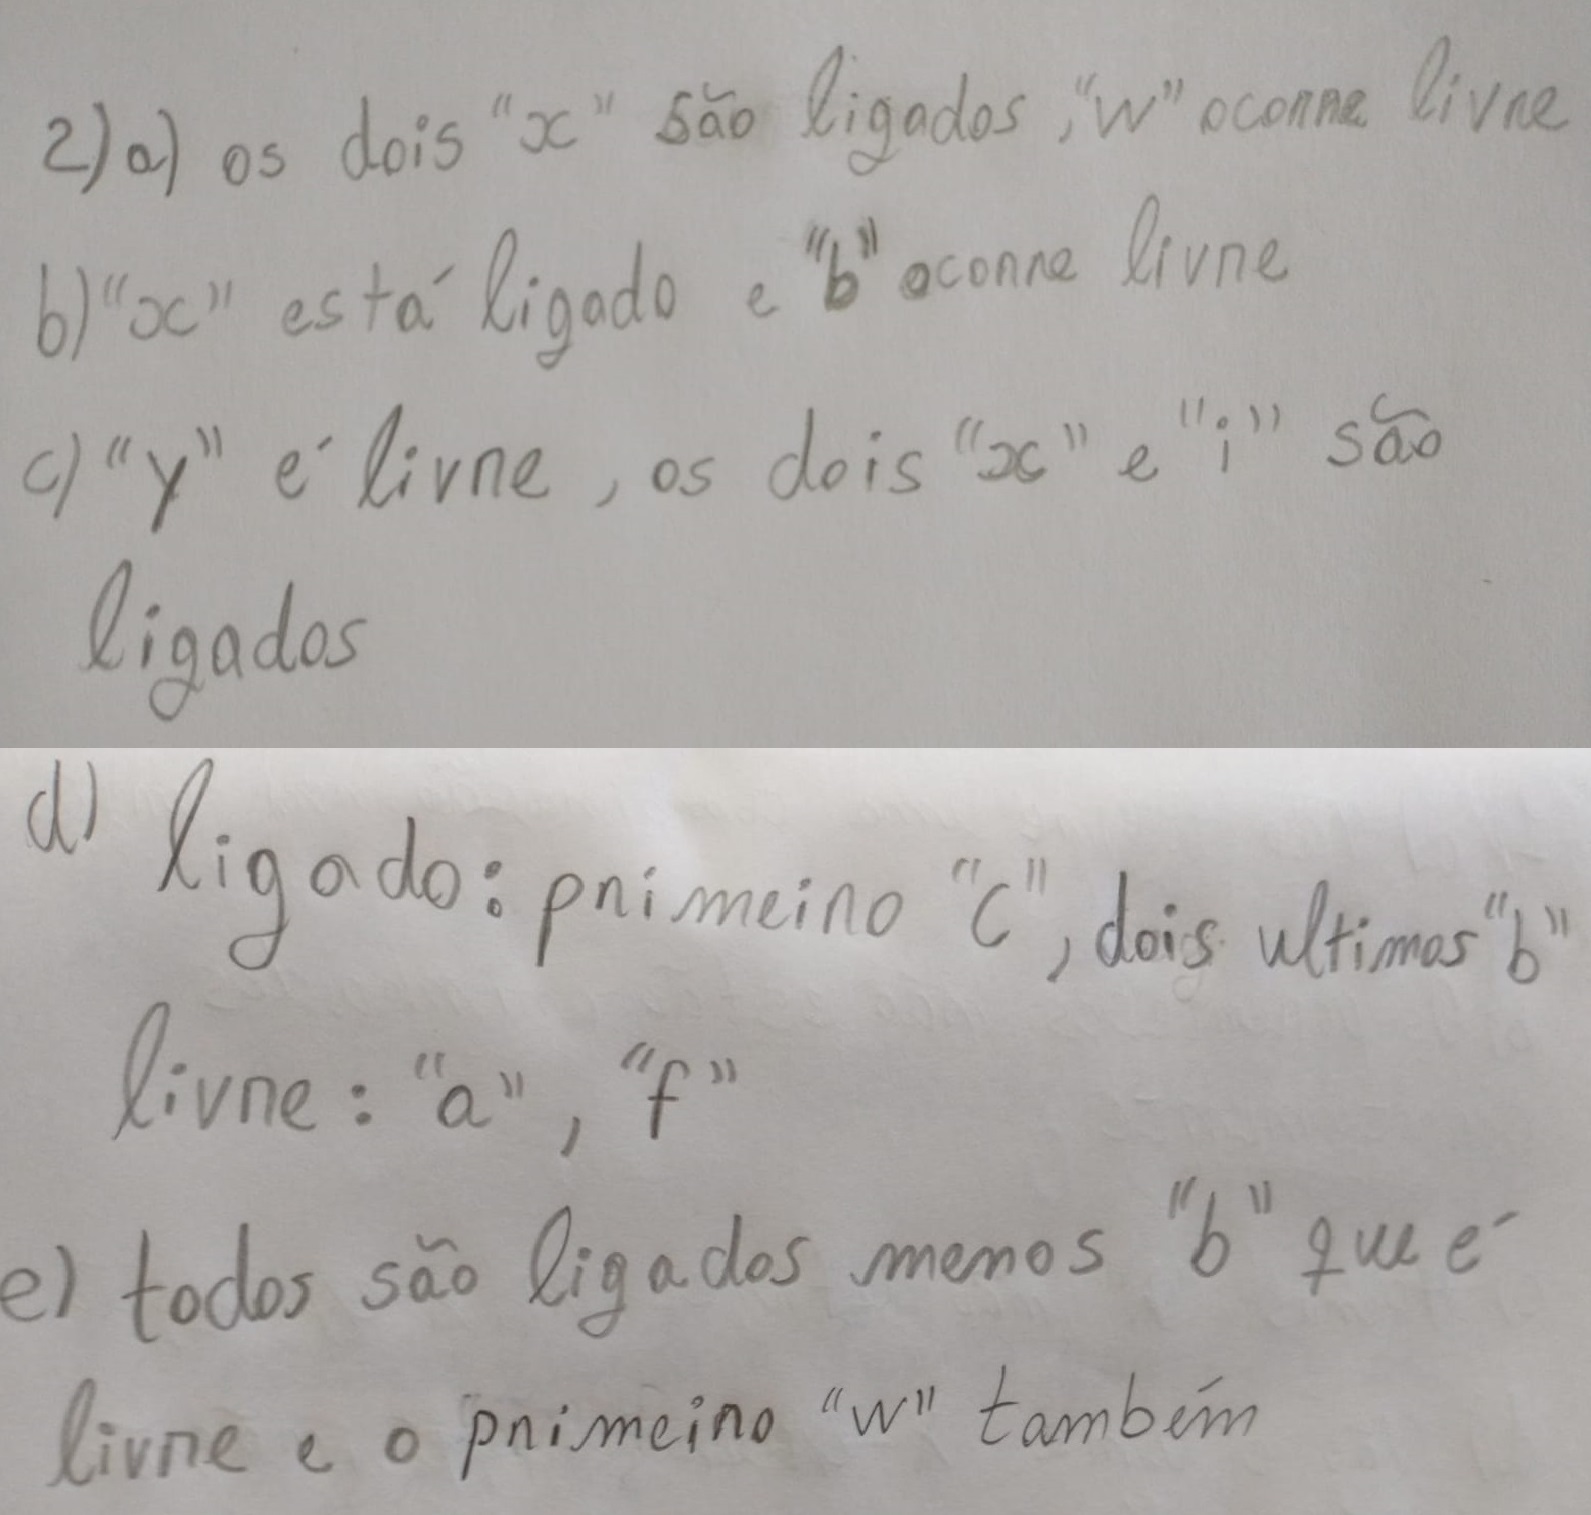 2)a) os dois "x" são ligados, "w" ocorre livre
b) "x" está ligado e "b" ocorre livre
c) "y" é livre, os dois "x" e "i" são
ligados
d) ligado: primeiro "c", dois ultimos "b"
livre: "a", "f"
e) todos são ligados menos "b" que é
livre e o primeiro "w" também